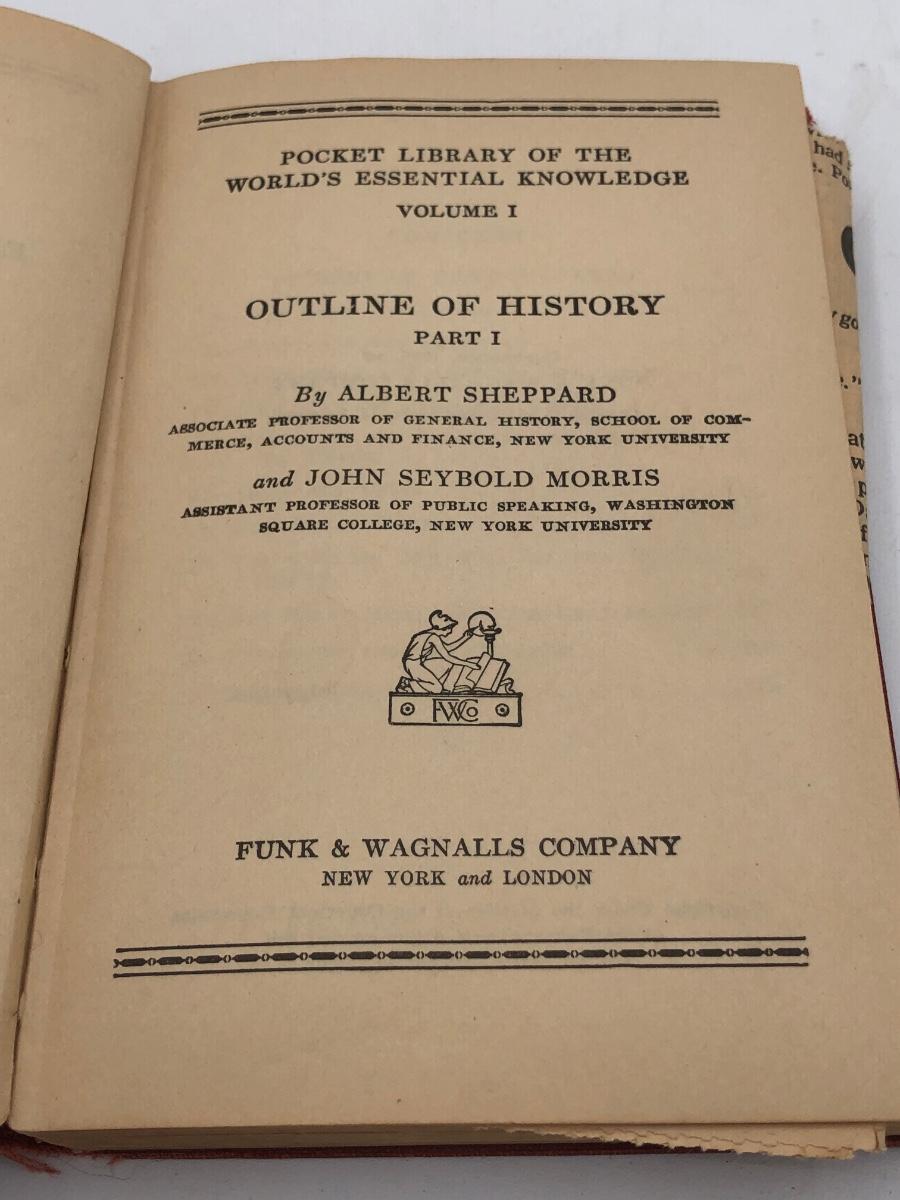 POCKET LIBRARY OF THE
WORLD'S ESSENTIAL KNOWLEDGE
VOLUME I
OUTLINE OF HISTORY
PART I
By ALBERT SHEPPARD
ASSOCIATE PROFESSOR OF GENERAL HISTORY, SCHOOL OF COM-
MERCE, ACCOUNTS AND FINANCE, NEW YORK UNIVERSITY
and JOHN SEYBOLD MORRIS
ASSISTANT PROFESSOR OF PUBLIC SPEAKING, WASHINGTON
SQUARE COLLEGE, NEW YORK UNIVERSITY
FWCo
FUNK & WAGNALLS COMPANY
NEW YORK and LONDON
had